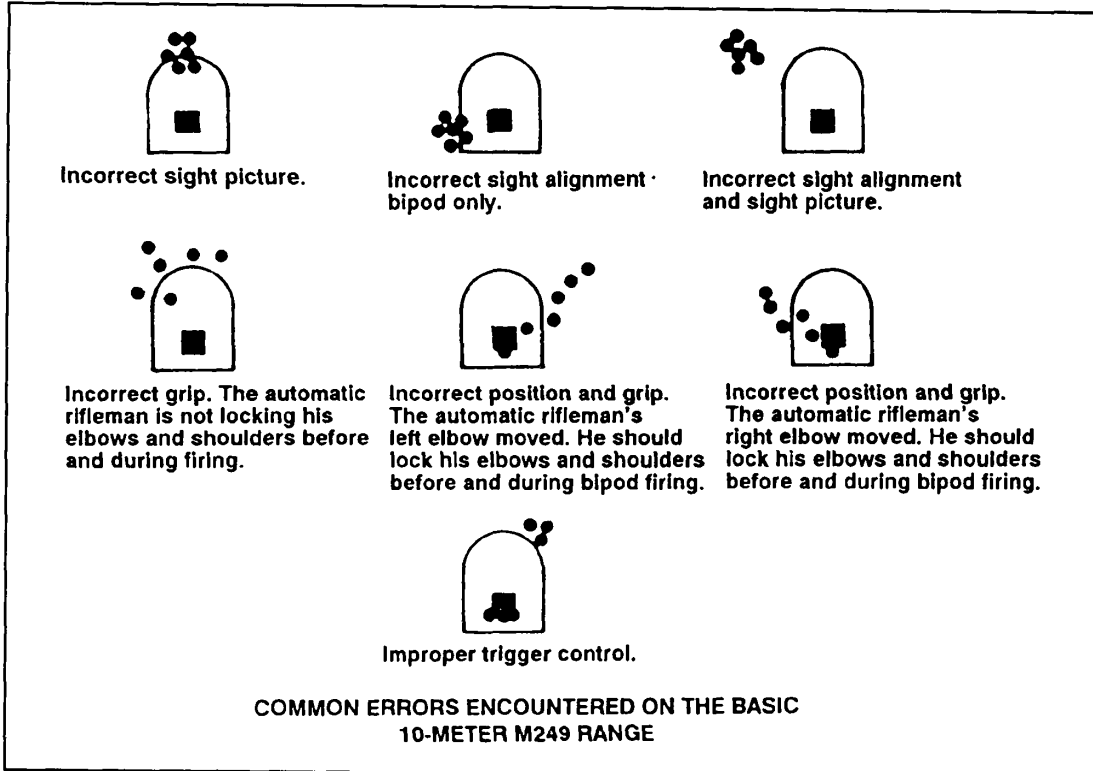 Incorrect sight picture.
Incorrect sight alignment ·
bipod only.
Incorrect sight alignment
and sight picture.
Incorrect grip. The automatic
rifleman is not locking his
elbows and shoulders before
and during firing.
Incorrect position and grip.
The automatic rifleman's
left elbow moved. He should
lock his elbows and shoulders
before and during bipod firing.
Incorrect position and grip.
The automatic rifleman's
right elbow moved. He should
lock his elbows and shoulders
before and during bipod firing.
Improper trigger control.
COMMON ERRORS ENCOUNTERED ON THE BASIC
10-METER M249 RANGE